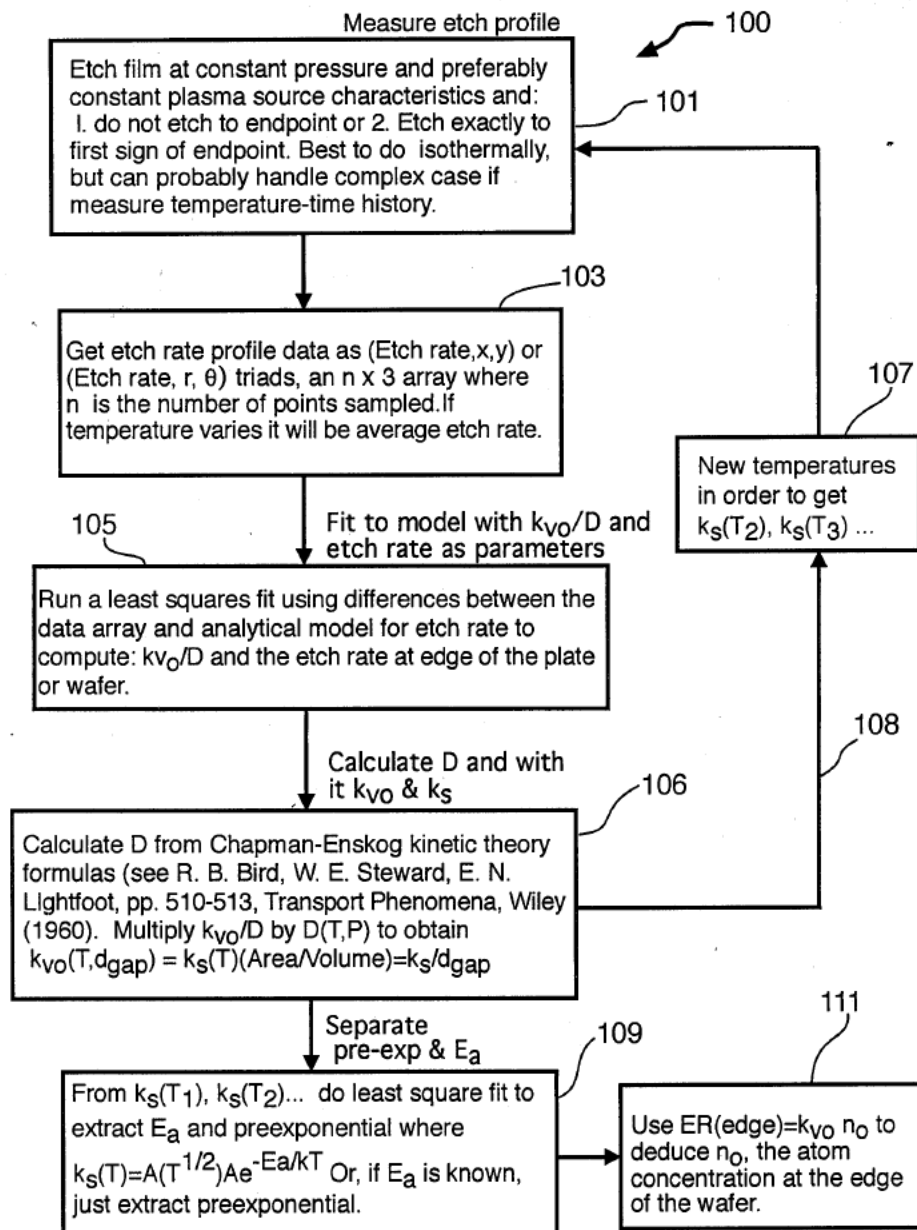 Measure etch profile
100
Etch film at constant pressure and preferably
constant plasma source characteristics and:
I. do not etch to endpoint or 2. Etch exactly to
first sign of endpoint. Best to do isothermally,
but can probably handle complex case if
measure temperature-time history.
101
103
Get etch rate profile data as (Etch rate,x,y) or
(Etch rate, r, θ) triads, an n x 3 array where
n is the number of points sampled.If
temperature varies it will be average etch rate.
107
New temperatures
in order to get
ks(T2), ks(T3) ...
105
Fit to model with kvo/D and
etch rate as parameters
Run a least squares fit using differences between the
data array and analytical model for etch rate to
compute: kvo/D and the etch rate at edge of the plate
or wafer.
108
Calculate D and with
it kvo & ks
106
Calculate D from Chapman-Enskog kinetic theory
formulas (see R. B. Bird, W. E. Steward, E. N.
LIghtfoot, pp. 510-513, Transport Phenomena, Wiley
(1960). Multiply kvo/D by D(T,P) to obtain
kvo(T,dgap) = ks(T)(Area/Volume)=ks/dgap
Separate
pre-exp & Ea
109
From ks(T1), ks(T2)... do least square fit to
extract Ea and preexponential where
ks(T)=A(T^1/2)Ae^-Ea/kT Or, if Ea is known,
just extract preexponential.
111
Use ER(edge)=kvo no to
deduce no, the atom
concentration at the edge
of the wafer.